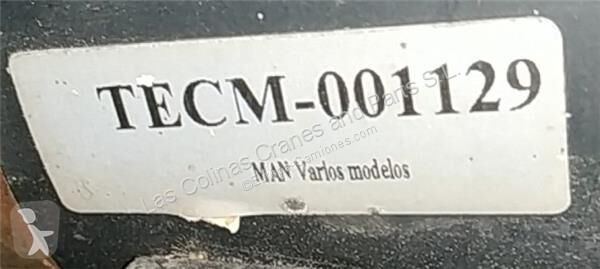 TECM-001129
Las Colinas Cranes and Parts S.L.
MAN Varios modelos